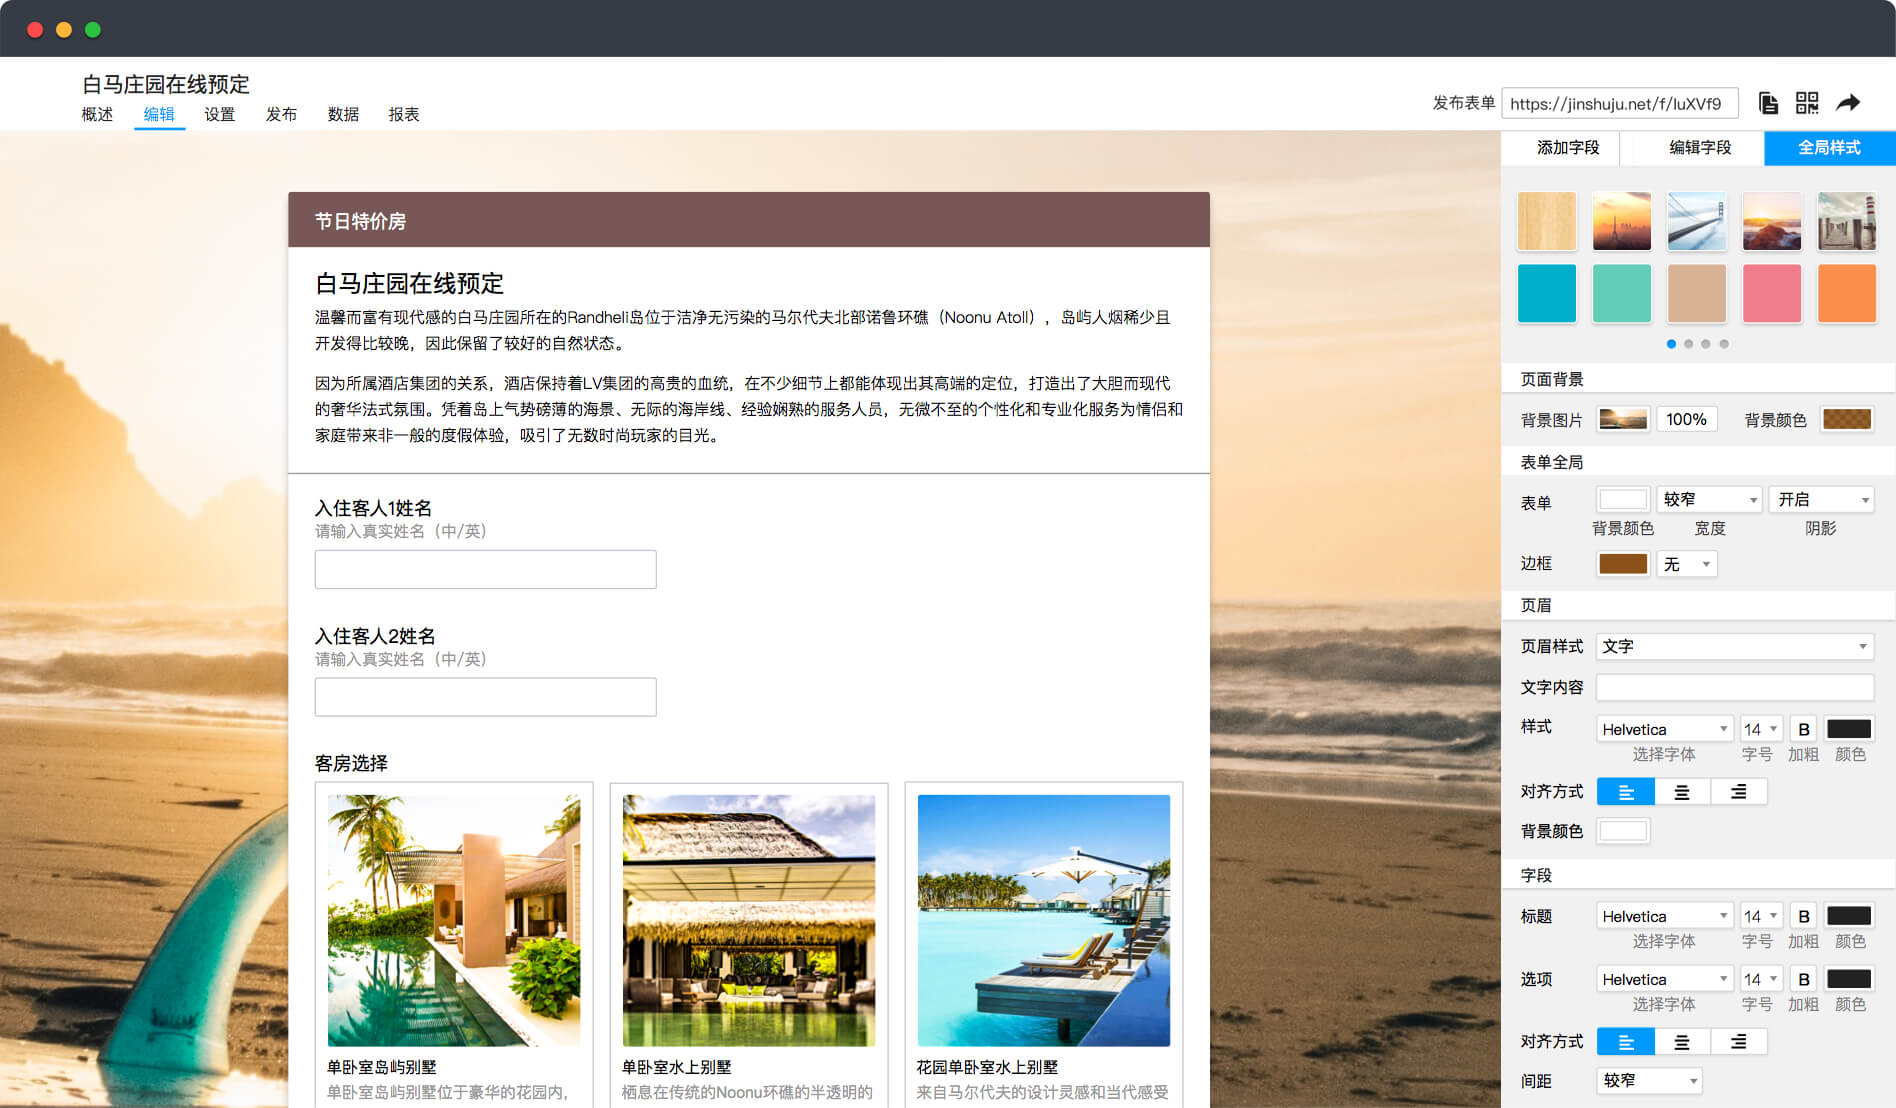 白马庄园在线预定
概述 编辑 设置 发布 数据 报表
发布表单 https://jinshuju.net/f/luXVf9
节日特价房
白马庄园在线预定
温馨而富有现代感的白马庄园所在的Randheli岛位于洁净无污染的马尔代夫北部诺鲁环礁（Noonu Atoll），岛屿人烟稀少且
开发得比较晚，因此保留了较好的自然状态。
因为所属酒店集团的关系，酒店保持着LV集团的高贵的血统，在不少细节上都能体现出其高端的定位，打造出了大胆而现代
的奢华法式氛围。凭着岛上气势磅薄的海景、无际的海岸线、经验娴熟的服务人员，无微不至的个性化和专业化服务为情侣和
家庭带来非一般的度假体验，吸引了无数时尚玩家的目光。
入住客人1姓名
请输入真实姓名（中/英）
入住客人2姓名
请输入真实姓名（中/英）
客房选择
单卧室岛屿别墅
单卧室岛屿别墅位于豪华的花园内，
单卧室水上别墅
栖息在传统的Noonu环礁的半透明的
花园单卧室水上别墅
来自马尔代夫的设计灵感和当代感受
添加字段 编辑字段 全局样式
页面背景
背景图片 100% 背景颜色
表单全局
表单 较窄 开启
背景颜色 宽度 阴影
边框 无
页眉
页眉样式 文字
文字内容
样式 Helvetica 14 B
选择字体 字号 加粗 颜色
对齐方式
背景颜色
字段
标题 Helvetica 14 B
选择字体 字号 加粗 颜色
选项 Helvetica 14 B
选择字体 字号 加粗 颜色
对齐方式
间距 较窄